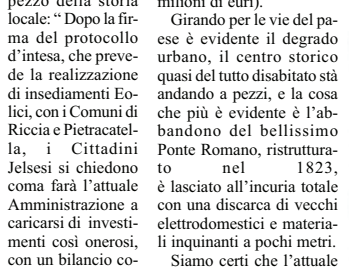 pezzo della storia
locale: “ Dopo la fir-
ma del protocollo
d’intesa, che preve-
de la realizzazione
di insediamenti Eo-
lici, con i Comuni di
Riccia e Pietracatel-
la, i Cittadini
Jelsesi si chiedono
coma farà l’attuale
Amministrazione a
caricarsi di investi-
menti così onerosi,
con un bilancio co-
milioni di euri).
Girando per le vie del pa-
ese è evidente il degrado
urbano, il centro storico
quasi del tutto disabitato stà
andando a pezzi, e la cosa
che più è evidente è l’ab-
bandono del bellissimo
Ponte Romano, ristruttura-
to nel 1823,
è lasciato all’incuria totale
con una discarca di vecchi
elettrodomestici e materia-
li inquinanti a pochi metri.
Siamo certi che l’attuale